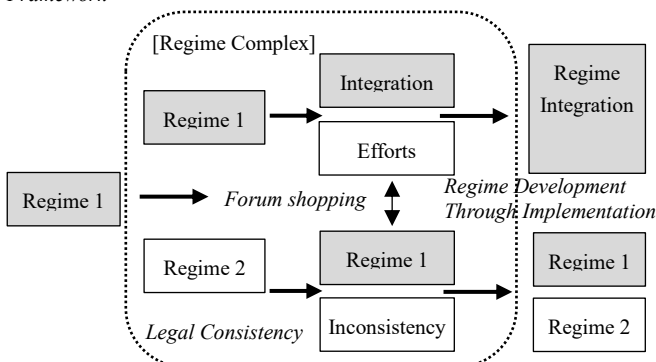 Framework
[Regime Complex]
Integration
Regime
Integration
Regime 1
Efforts
Regime 1
Forum shopping
Regime Development
Through Implementation
Regime 2
Regime 1
Regime 1
Legal Consistency
Inconsistency
Regime 2